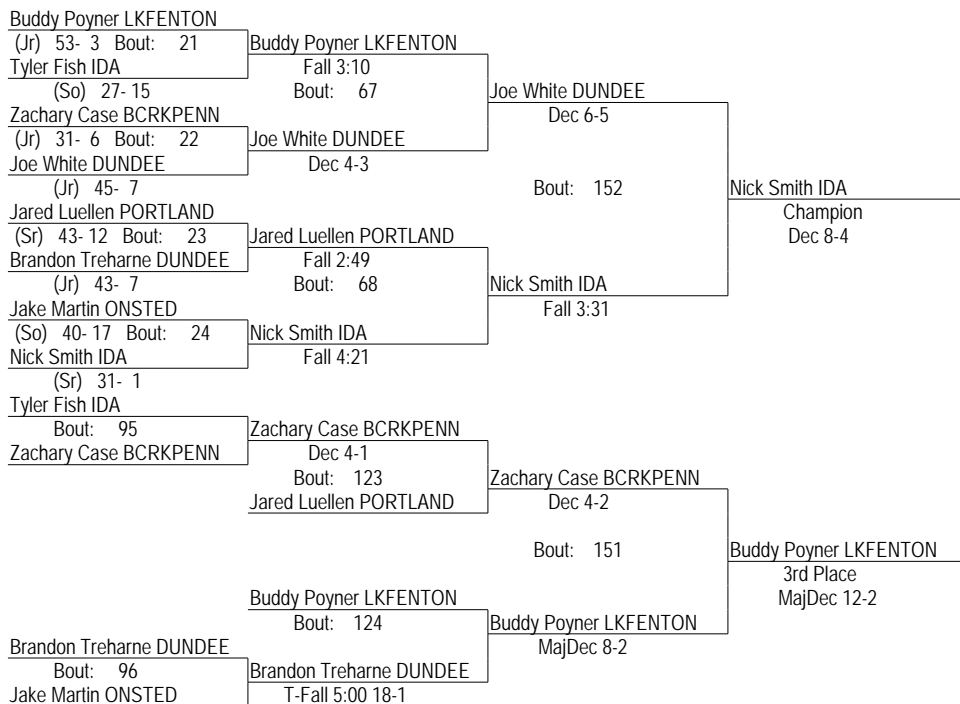 Buddy Poyner LKFENTON
(Jr) 53- 3 Bout: 21
Buddy Poyner LKFENTON
Tyler Fish IDA
Fall 3:10
(So) 27- 15
Bout: 67
Joe White DUNDEE
Zachary Case BCRKPENN
Dec 6-5
(Jr) 31- 6 Bout: 22
Joe White DUNDEE
Joe White DUNDEE
Dec 4-3
(Jr) 45- 7
Bout: 152
Nick Smith IDA
Jared Luellen PORTLAND
Champion
(Sr) 43- 12 Bout: 23
Jared Luellen PORTLAND
Dec 8-4
Brandon Treharne DUNDEE
Fall 2:49
(Jr) 43- 7
Bout: 68
Nick Smith IDA
Jake Martin ONSTED
Fall 3:31
(So) 40- 17 Bout: 24
Nick Smith IDA
Nick Smith IDA
Fall 4:21
(Sr) 31- 1
Tyler Fish IDA
Bout: 95
Zachary Case BCRKPENN
Zachary Case BCRKPENN
Dec 4-1
Bout: 123
Zachary Case BCRKPENN
Jared Luellen PORTLAND
Dec 4-2
Bout: 151
Buddy Poyner LKFENTON
3rd Place
MajDec 12-2
Buddy Poyner LKFENTON
Bout: 124
Buddy Poyner LKFENTON
MajDec 8-2
Brandon Treharne DUNDEE
Bout: 96
Brandon Treharne DUNDEE
Jake Martin ONSTED
T-Fall 5:00 18-1